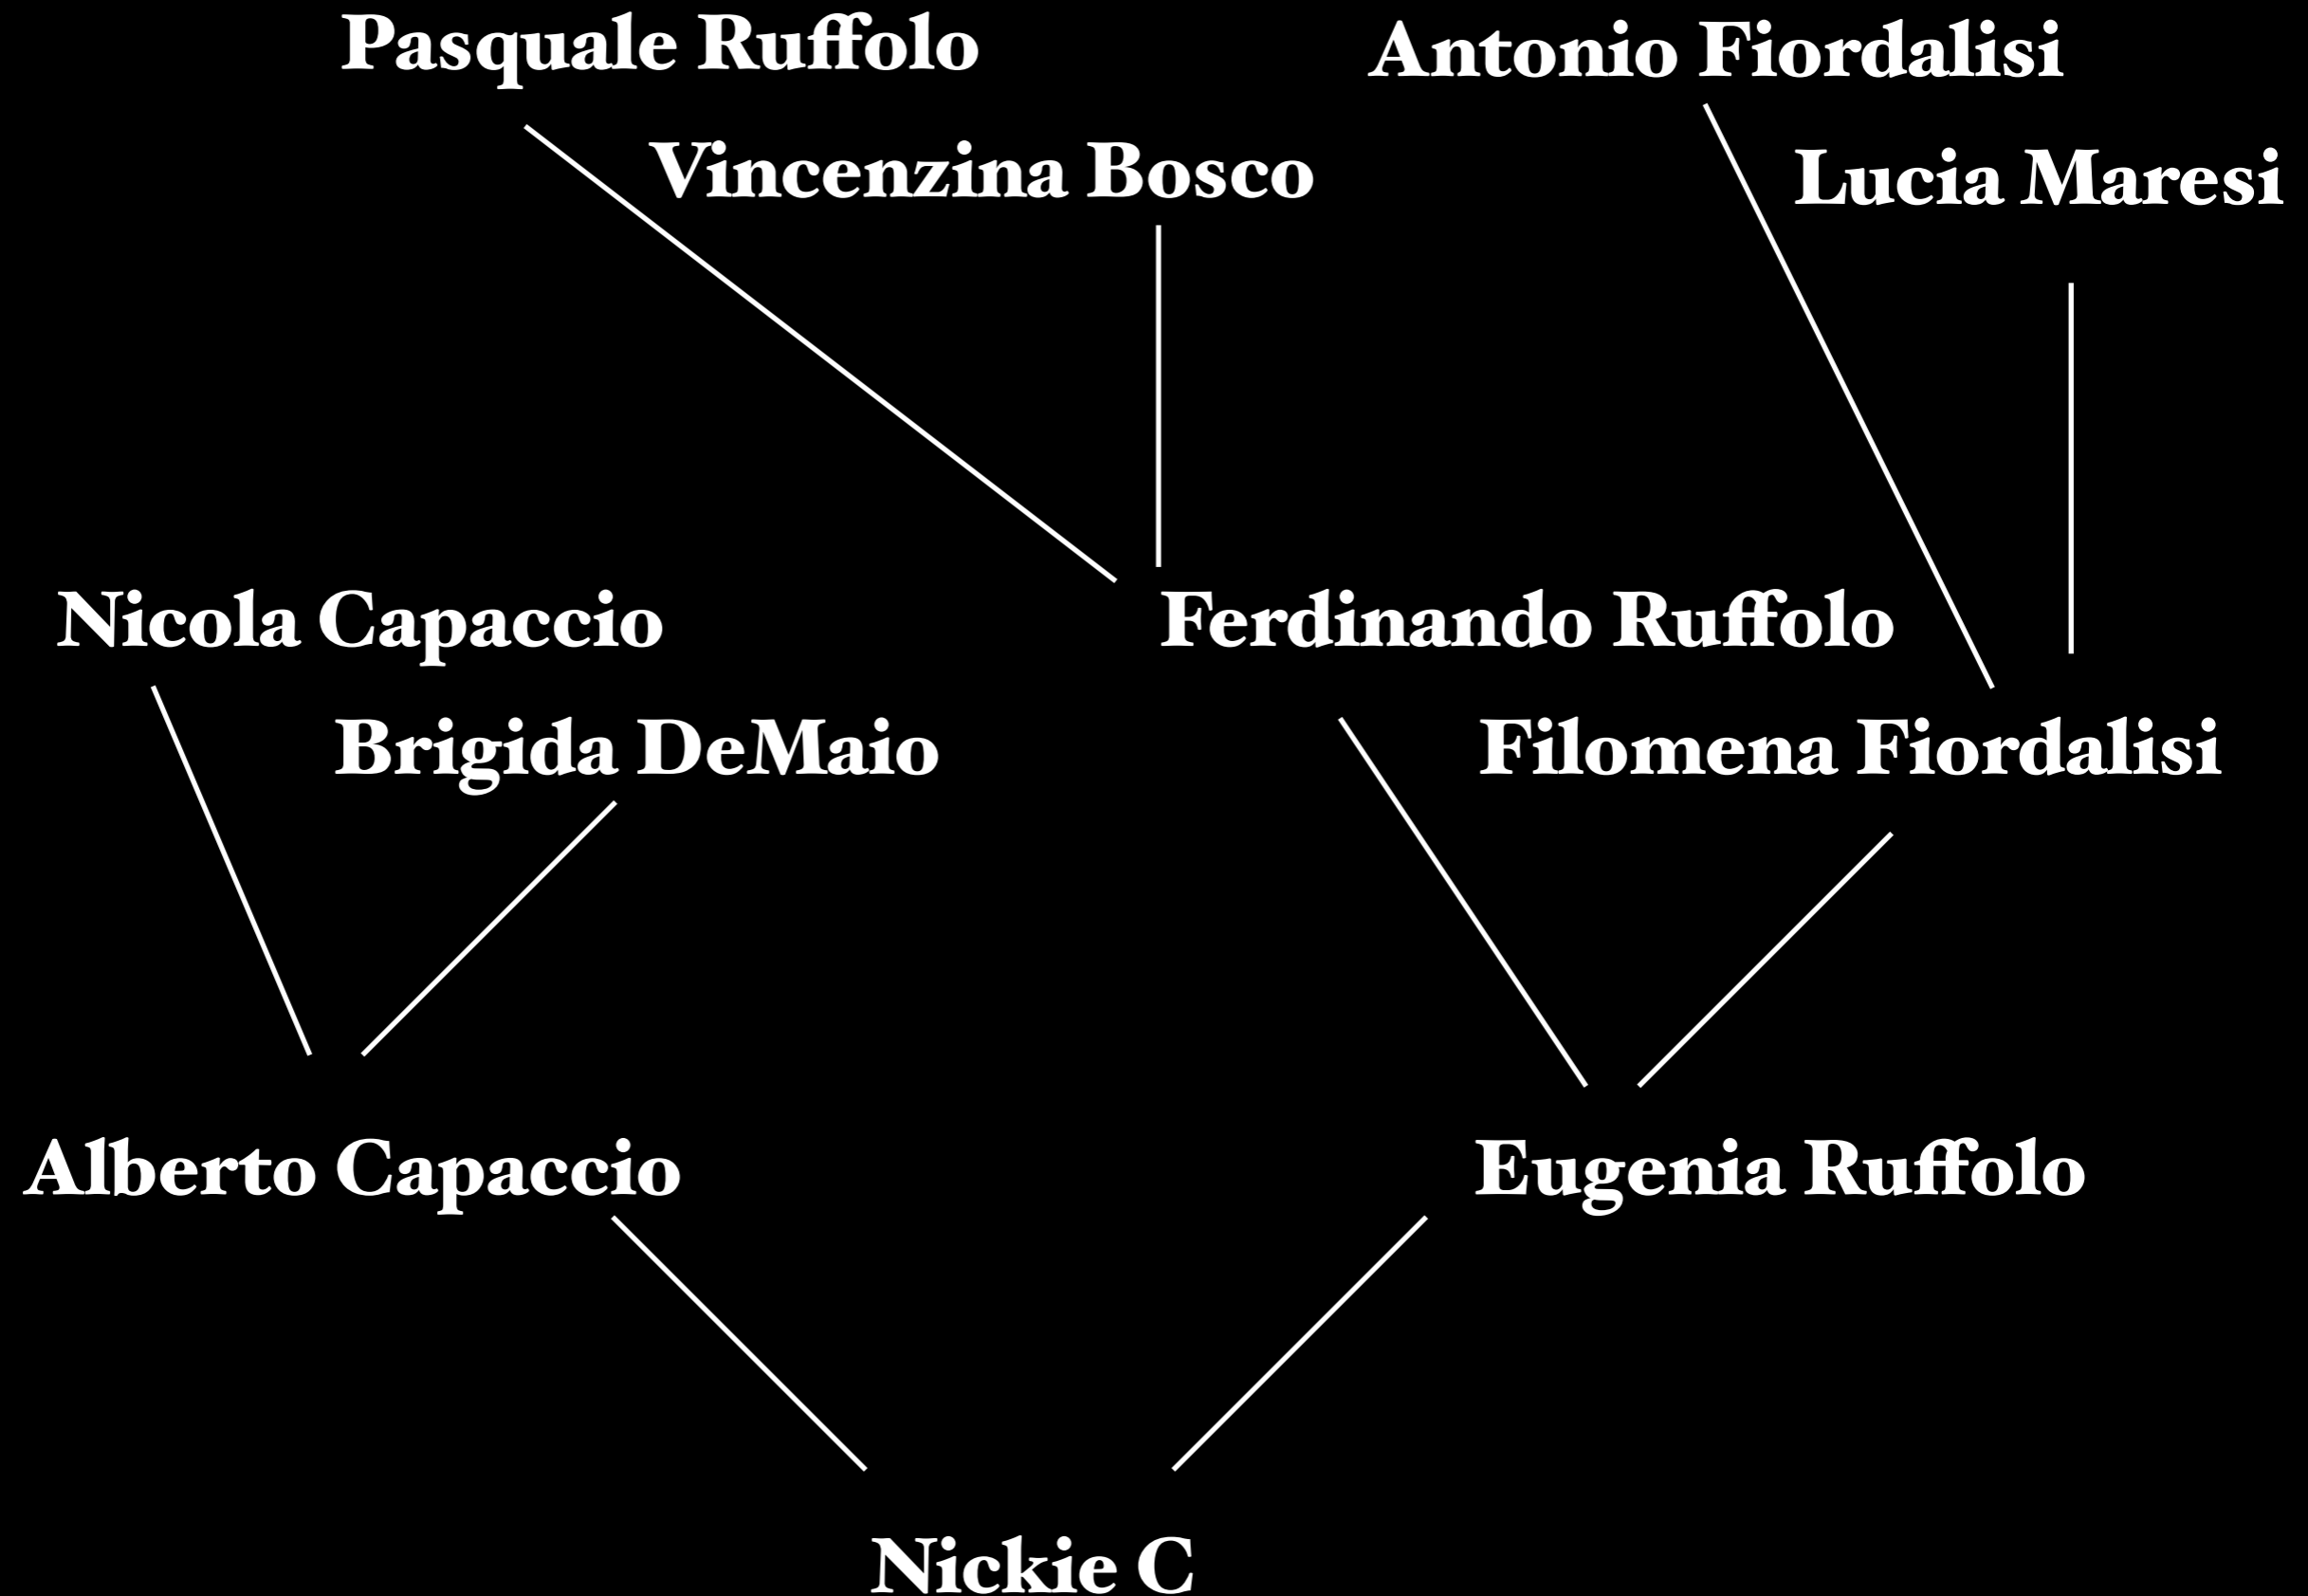 Pasquale Ruffolo
Antonio Fiordalisi
Vincenzina Bosco
Lucia Maresi
Nicola Capaccio
Ferdinando Ruffolo
Brigida DeMaio
Filomena Fiordalisi
Alberto Capaccio
Eugenia Ruffolo
Nickie C